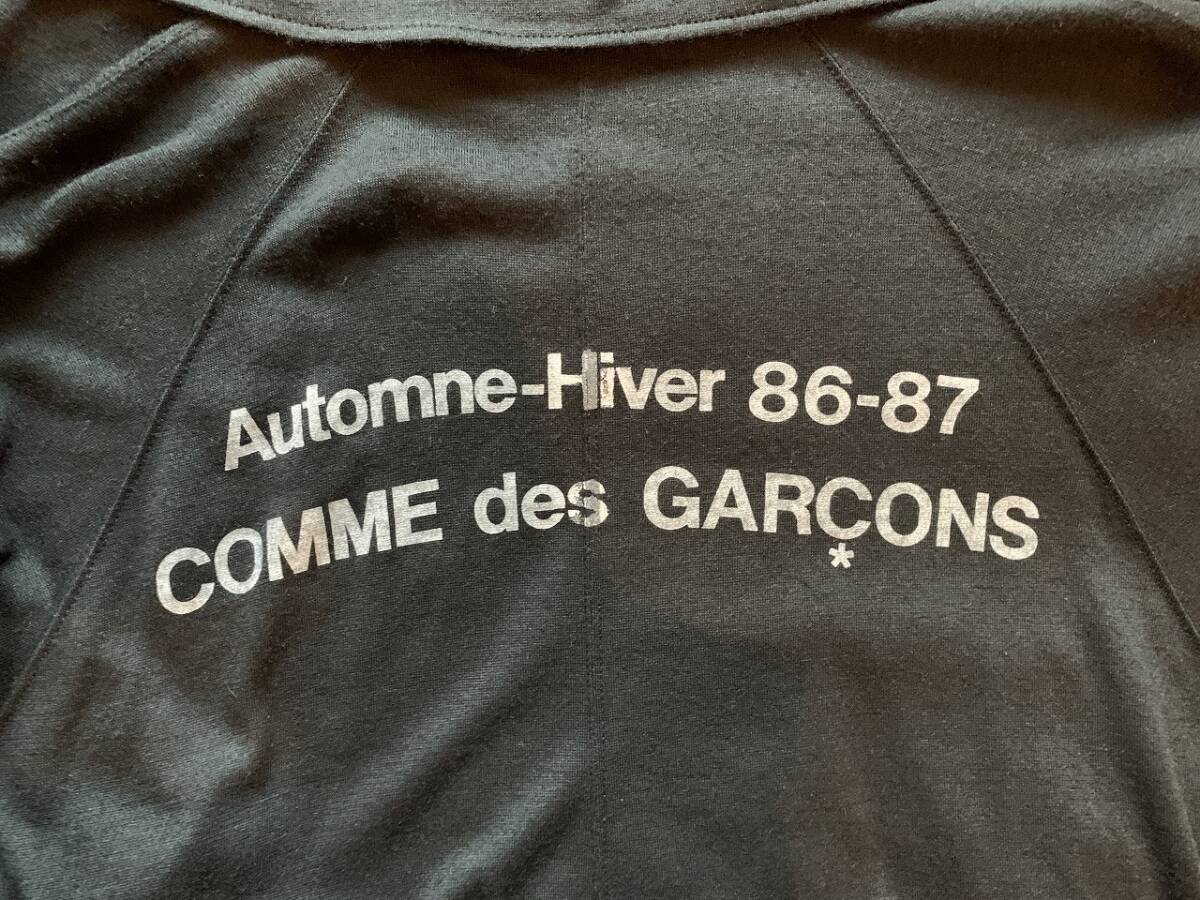 Automne-Hiver 86-87
COMME des GARÇONS
*